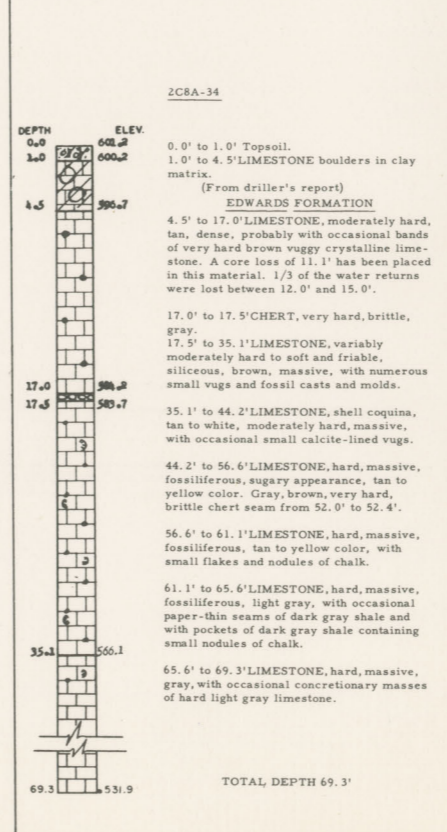 2C8A-34
DEPTH ELEV.
0.0 601.2
1.0 600.2
4.5 596.7
17.0 584.2
17.5 583.7
35.1 566.1
69.3 531.9
0.0' to 1.0' Topsoil.
1.0' to 4.5'LIMESTONE boulders in clay
matrix.
(From driller's report)
EDWARDS FORMATION
4.5' to 17.0'LIMESTONE, moderately hard,
tan, dense, probably with occasional bands
of very hard brown vuggy crystalline lime-
stone. A core loss of 11.1' has been placed
in this material. 1/3 of the water returns
were lost between 12.0' and 15.0'.
17.0' to 17.5'CHERT, very hard, brittle,
gray.
17.5' to 35.1'LIMESTONE, variably
moderately hard to soft and friable,
siliceous, brown, massive, with numerous
small vugs and fossil casts and molds.
35.1' to 44.2'LIMESTONE, shell coquina,
tan to white, moderately hard, massive,
with occasional small calcite-lined vugs.
44.2' to 56.6'LIMESTONE, hard, massive,
fossiliferous, sugary appearance, tan to
yellow color. Gray, brown, very hard,
brittle chert seam from 52.0' to 52.4'.
56.6' to 61.1'LIMESTONE, hard, massive,
fossiliferous, tan to yellow color, with
small flakes and nodules of chalk.
61.1' to 65.6'LIMESTONE, hard, massive,
fossiliferous, light gray, with occasional
paper-thin seams of dark gray shale and
with pockets of dark gray shale containing
small nodules of chalk.
65.6' to 69.3'LIMESTONE, hard, massive,
gray, with occasional concretionary masses
of hard light gray limestone.
TOTAL DEPTH 69.3'